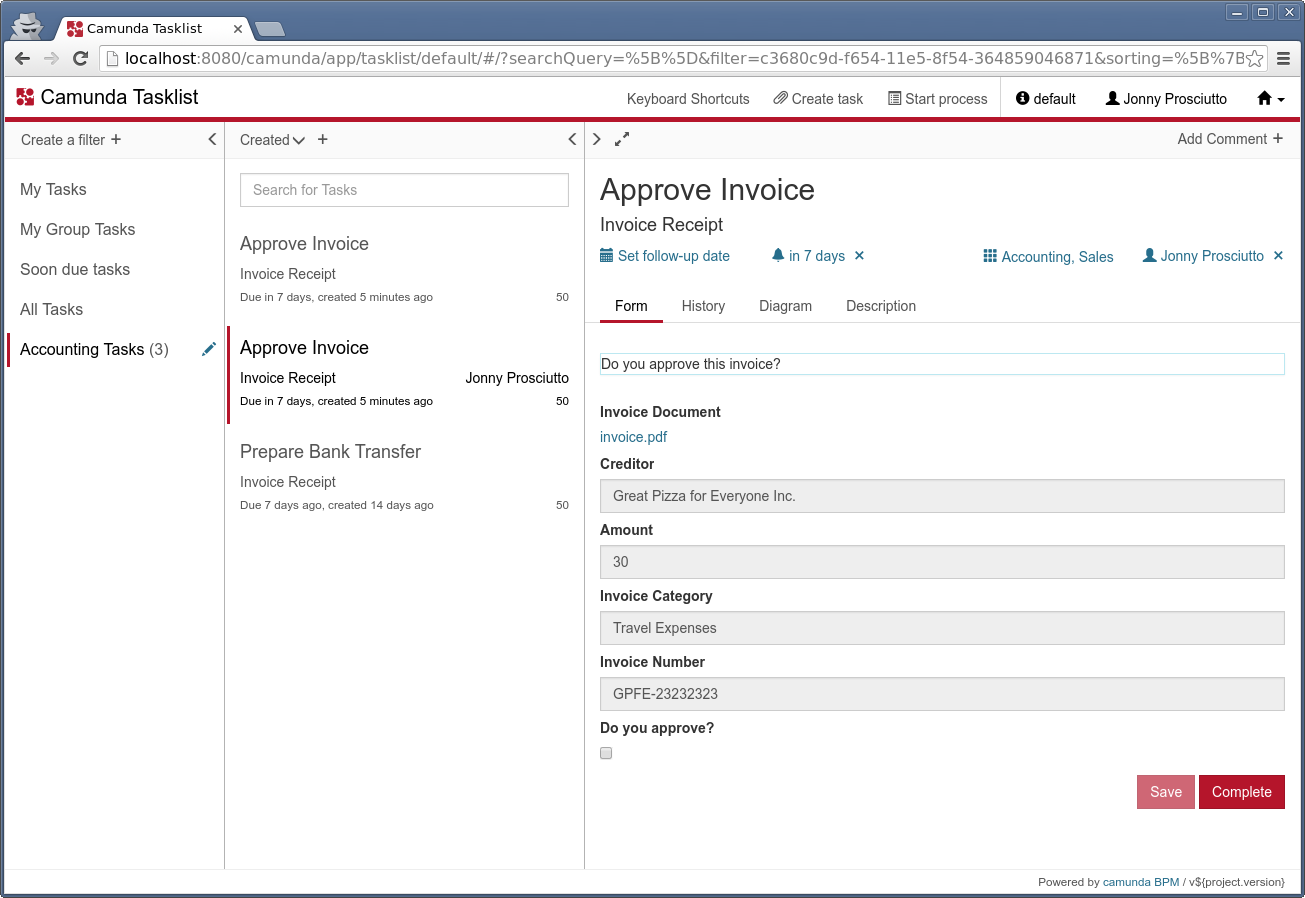 Camunda Tasklist
localhost:8080/camunda/app/tasklist/default/#/?searchQuery=%5B%5D&filter=c3680c9d-f654-11e5-8f54-364859046871&sorting=%5B%7B
Camunda Tasklist
Keyboard Shortcuts
Create task
Start process
default
Jonny Prosciutto
Create a filter +
My Tasks
My Group Tasks
Soon due tasks
All Tasks
Accounting Tasks (3)
Created +
Search for Tasks
Approve Invoice
Invoice Receipt
Due in 7 days, created 5 minutes ago 50
Approve Invoice
Invoice Receipt Jonny Prosciutto
Due in 7 days, created 5 minutes ago 50
Prepare Bank Transfer
Invoice Receipt
Due 7 days ago, created 14 days ago 50
Add Comment +
Approve Invoice
Invoice Receipt
Set follow-up date in 7 days × Accounting, Sales Jonny Prosciutto ×
Form History Diagram Description
Do you approve this invoice?
Invoice Document
invoice.pdf
Creditor
Great Pizza for Everyone Inc.
Amount
30
Invoice Category
Travel Expenses
Invoice Number
GPFE-23232323
Do you approve?
Save Complete
Powered by camunda BPM / v${project.version}